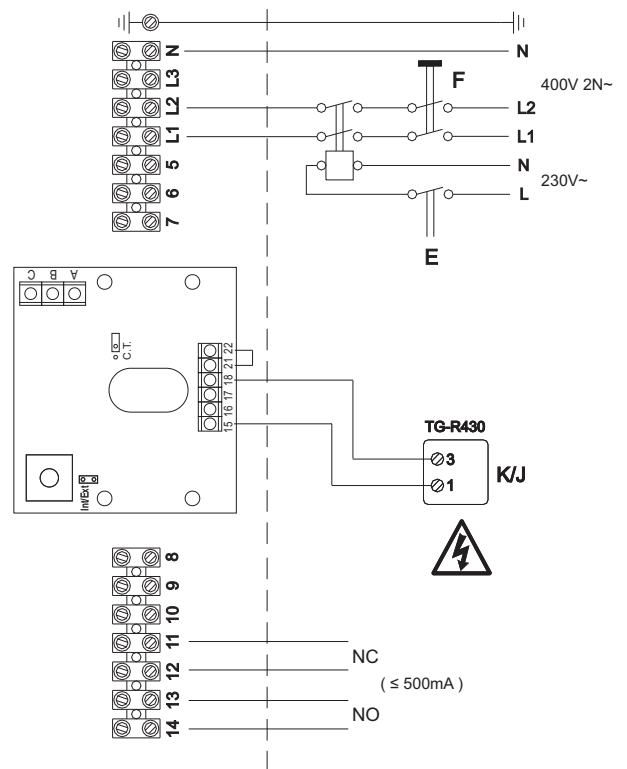 N
N
L3
F
400V 2N~
L2
L2
L1
L1
5
N
230V~
6
L
7
E
C B A
C.T.
22
21
18
17
16
15
TG-R430
3
K/J
1
Int/Ext
8
9
10
11
NC
12
( ≤ 500mA )
13
NO
14